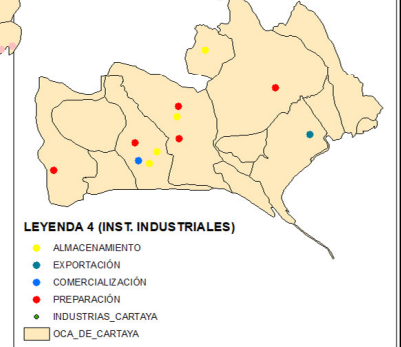 LEYENDA 4 (INST. INDUSTRIALES)
ALMACENAMIENTO
EXPORTACIÓN
COMERCIALIZACIÓN
PREPARACIÓN
INDUSTRIAS_CARTAYA
OCA_DE_CARTAYA